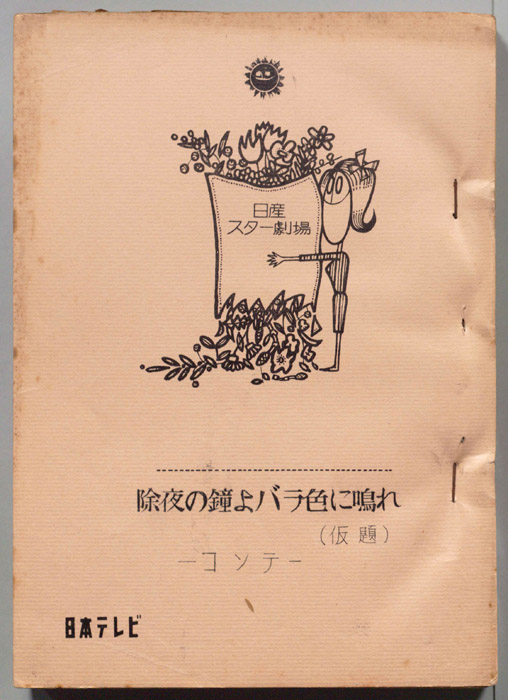 日産
スター劇場
除夜の鐘よバラ色に鳴れ
(仮題)
ーコンテー
日本テレビ